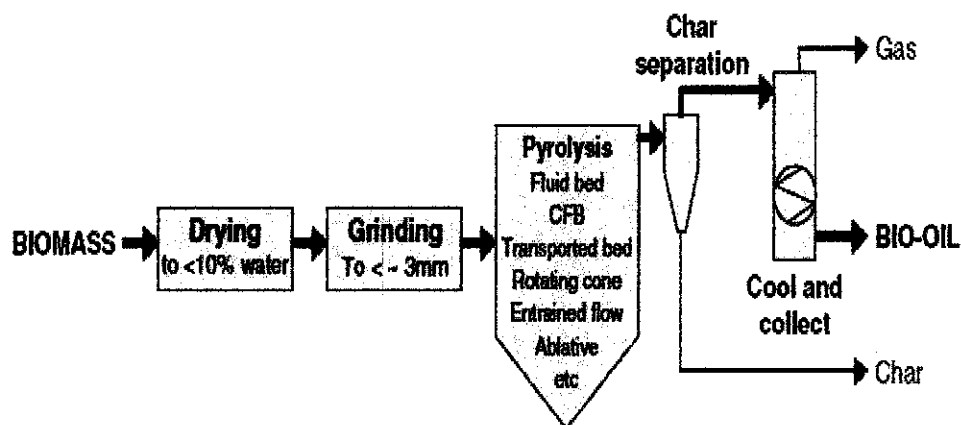 BIOMASS
Drying
to <10% water
Grinding
To < ~ 3mm
Pyrolysis
Fluid bed
CFB
Transported bed
Rotating cone
Entrained flow
Ablative
etc
Char
separation
Gas
BIO-OIL
Cool and
collect
Char